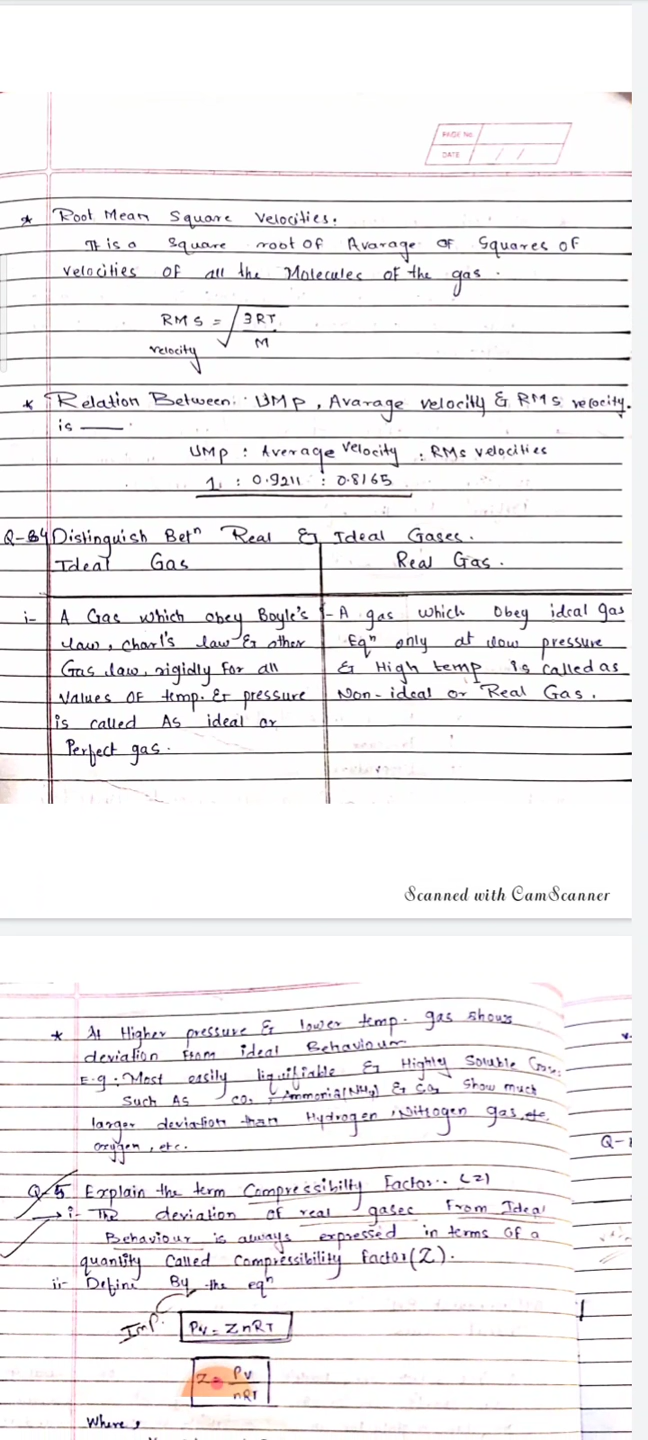 PAGE No
DATE / /
* Root Mean Square Velocities.
It is a Square root of Avarage of Squares of
velocities of all the Molecules of the gas.
RMS = √3RT
velocity M
* Relation Between UMP, Avarage velocity & RMS velocity.
is —
UMP : Average velocity : RMS velocities
1 : 0.9211 : 0.8165
Distinguish Betn Real & Ideal Gases.
Ideal Gas Real Gas.
i- A Gas which obey Boyle's
law, Charl's law & other
Gas law, rigidly for all
values of temp. & pressure
is called As ideal or
Perfect gas.
i- A gas which obey ideal gas
Eqn only at low pressure
& High temp is called as
Non-ideal or Real Gas.
Scanned with CamScanner
* At Higher pressure & lower temp. gas shows
deviation from ideal Behaviour
E.g. Most easily liquifiable & Highly Soluble
Such As CO2, Ammonia(NH3) & show much
larger deviation than Hydrogen, Nitrogen gas,
oxygen, etc.
Q-5 Explain the term Compressibilty Factor.. (Z)
i- The deviation of real gases From Ideal
Behaviour is always expressed in terms of a
quantity Called Compressibility factor(Z).
ii- Define By the eqn
Imp. PV = ZnRT
Z = PV
nRT
Where,
Q-